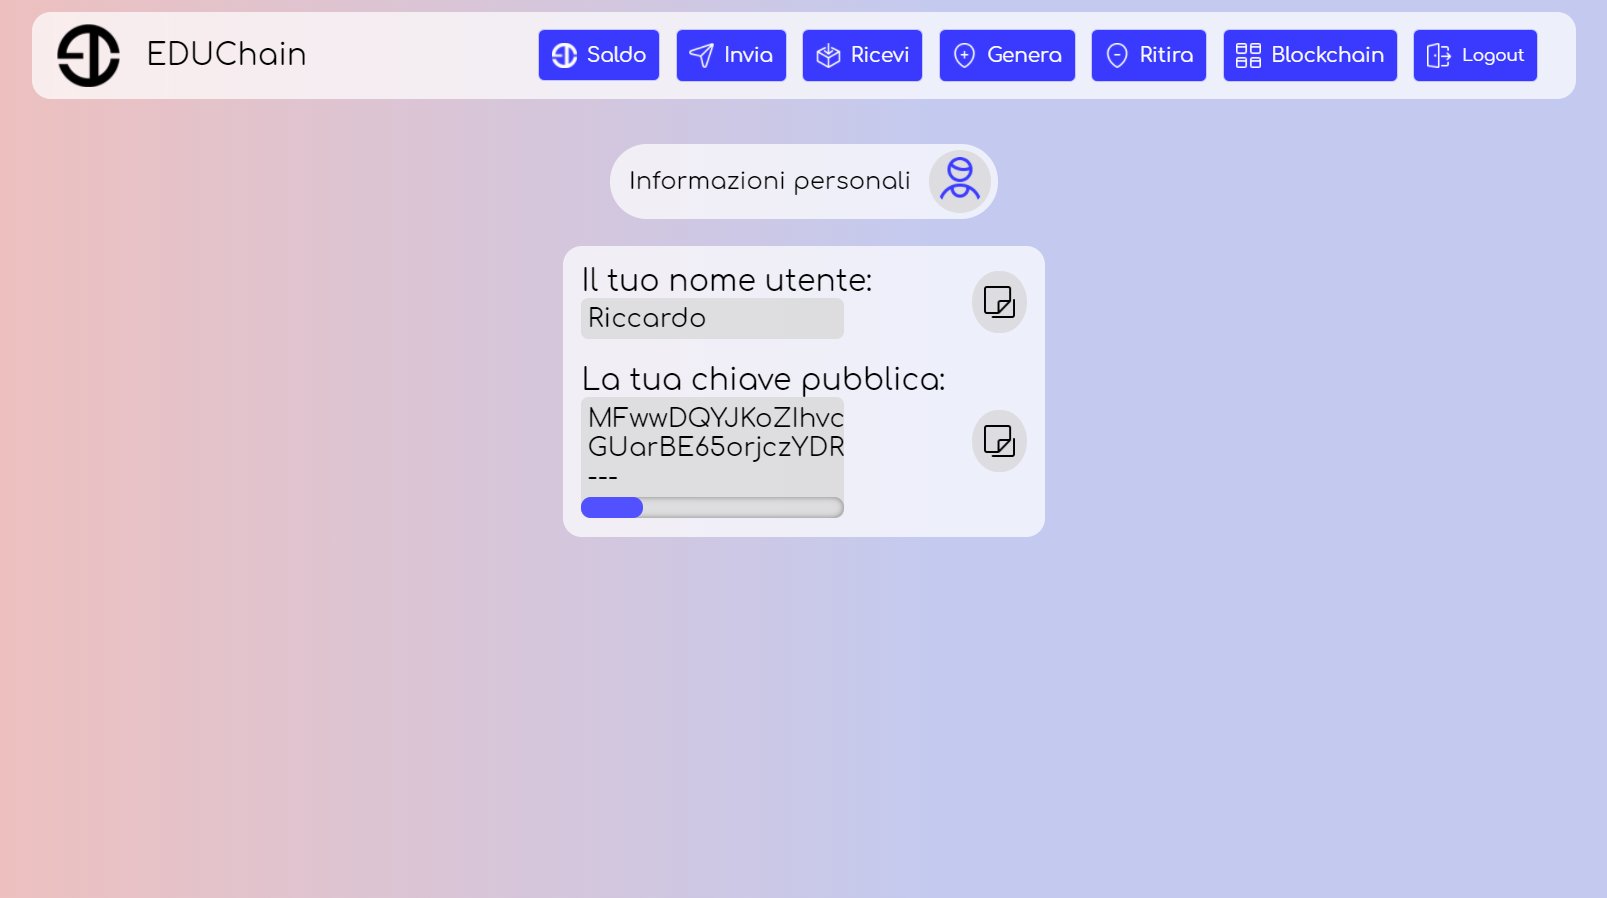 EDUChain
Saldo
Invia
Ricevi
Genera
Ritira
Blockchain
Logout
Informazioni personali
Il tuo nome utente:
Riccardo
La tua chiave pubblica:
MFwwDQYJKoZIhvc
GUarBE65orjczYDR
---